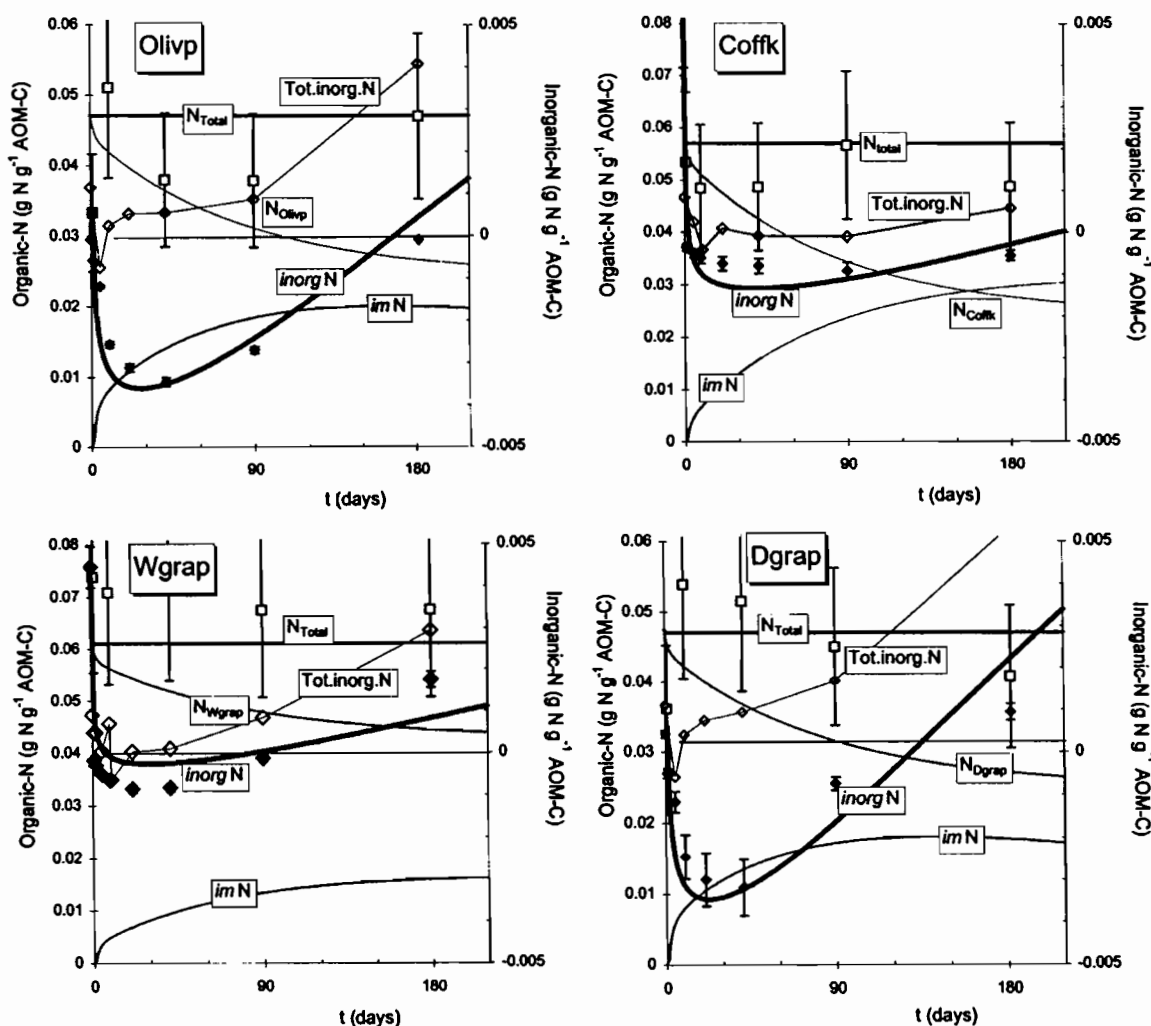 Olivp
Organic-N (g N g⁻¹ AOM-C)
0.06
0.05
0.04
0.03
0.02
0.01
0
0.005
0
-0.005
Inorganic-N (g N g⁻¹ AOM-C)
Tot.inorg.N
N_Total
N_Olivp
inorg N
im N
0 90 180
t (days)
Coffk
Organic-N (g N g⁻¹ AOM-C)
0.08
0.07
0.06
0.05
0.04
0.03
0.02
0.01
0
0.005
0
-0.005
Inorganic-N (g N g⁻¹ AOM-C)
N_total
Tot.inorg.N
inorg N
N_Coffk
im N
0 90 180
t (days)
Wgrap
Organic-N (g N g⁻¹ AOM-C)
0.08
0.07
0.06
0.05
0.04
0.03
0.02
0.01
0
0.005
0
-0.005
Inorganic-N (g N g⁻¹ AOM-C)
N_Total
Tot.inorg.N
N_Wgrap
inorg N
im N
0 90 180
t (days)
Dgrap
Organic-N (g N g⁻¹ AOM-C)
0.06
0.05
0.04
0.03
0.02
0.01
0
0.005
0
-0.005
Inorganic-N (g N g⁻¹ AOM-C)
N_Total
Tot.inorg.N
N_Dgrap
inorg N
im N
0 90 180
t (days)